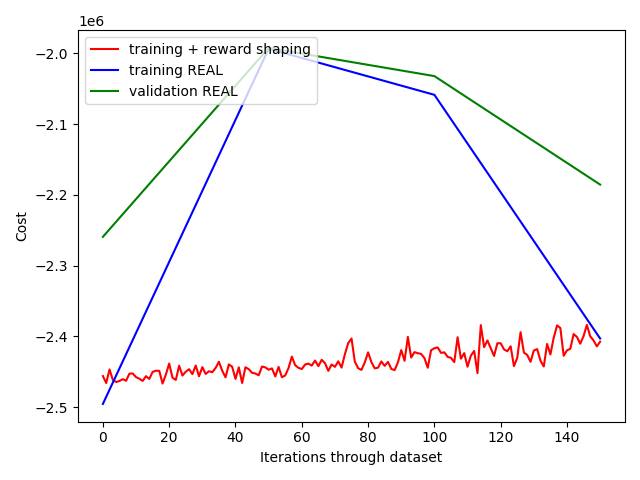 1e6
training + reward shaping
training REAL
validation REAL
−2.0
−2.1
−2.2
−2.3
−2.4
−2.5
Cost
0
20
40
60
80
100
120
140
Iterations through dataset